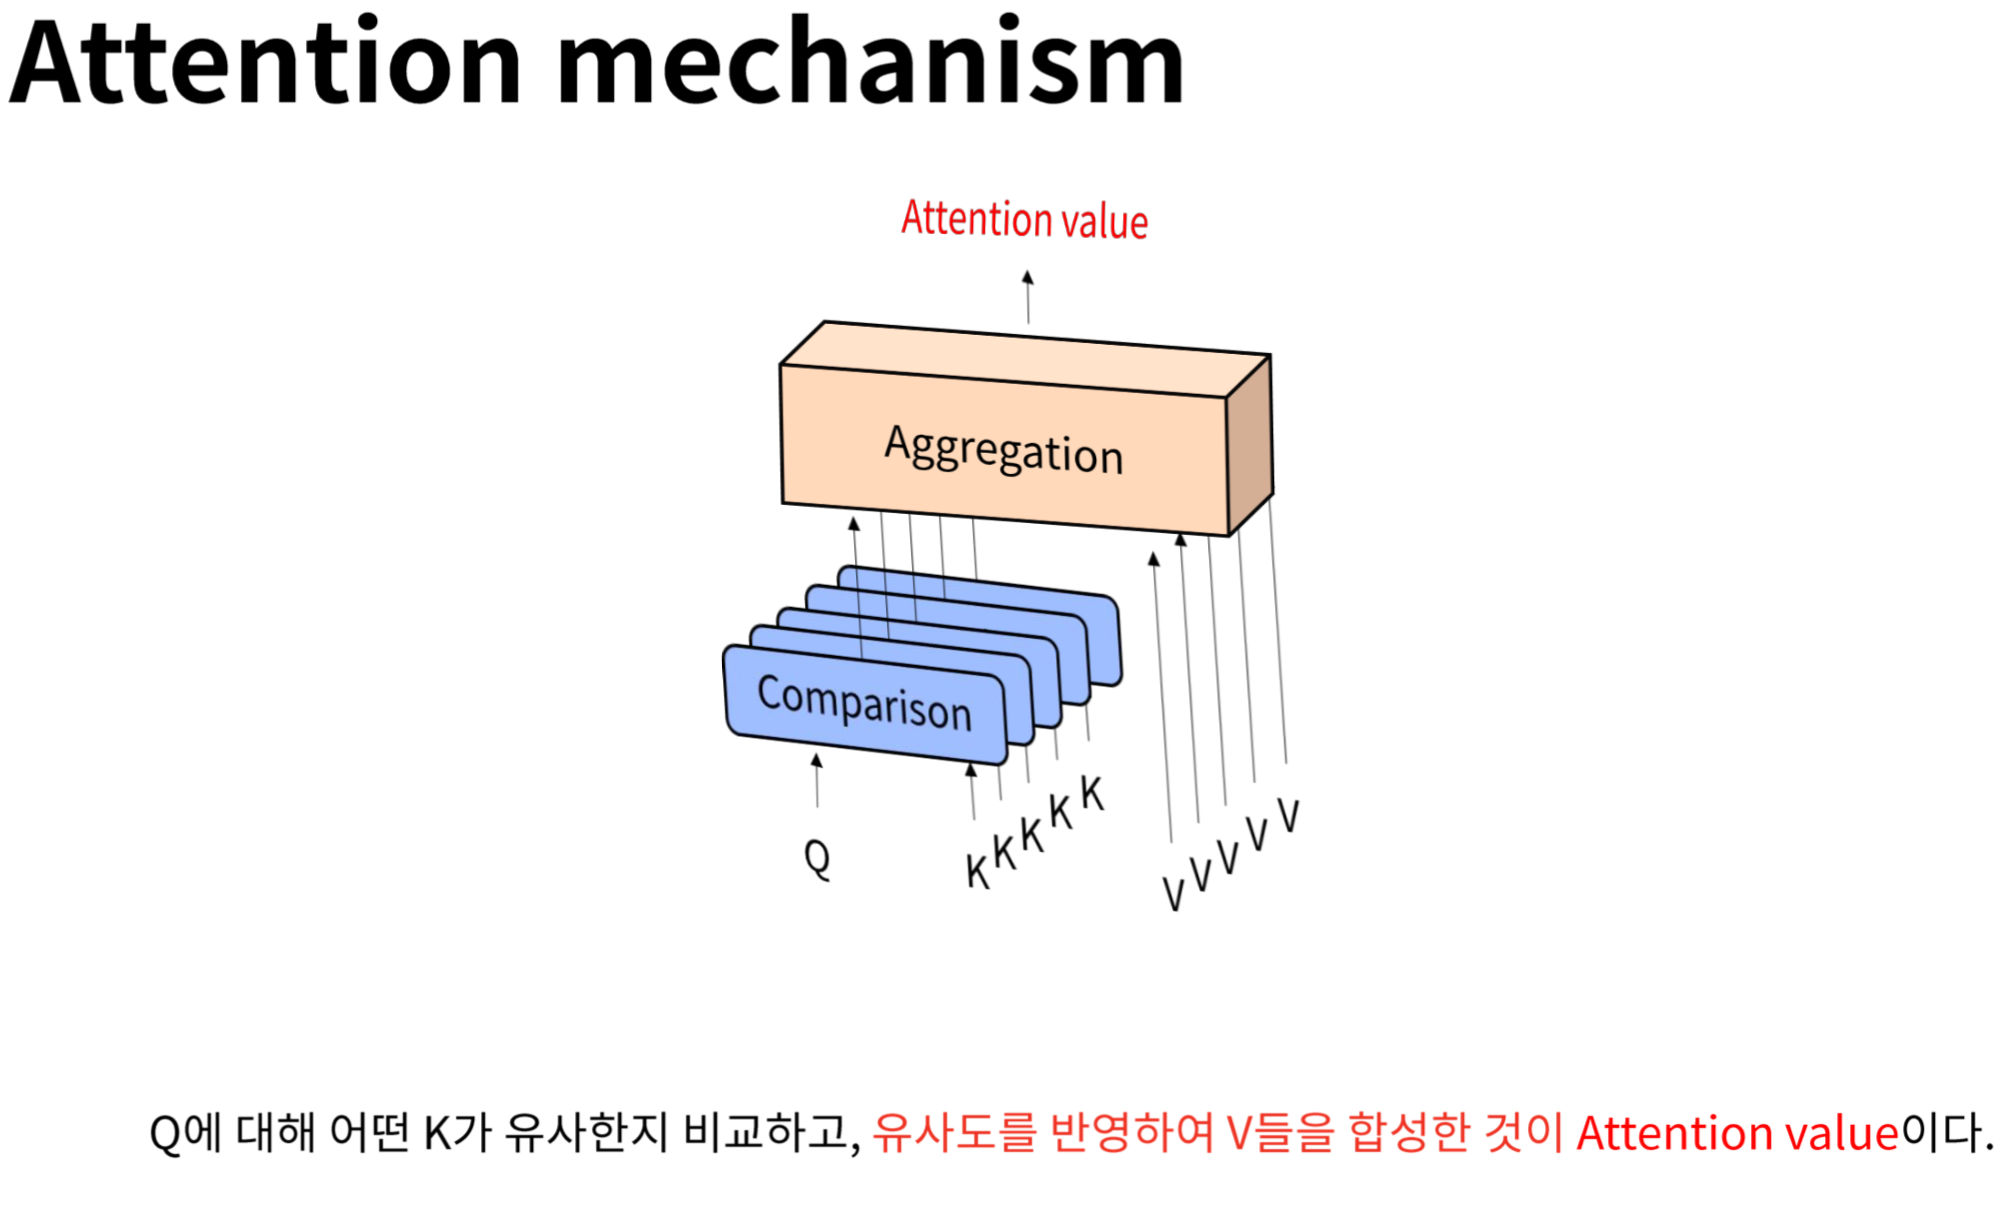 Attention mechanism
Attention value
Aggregation
Comparison
Q
K K K K K
V V V V V
Q에 대해 어떤 K가 유사한지 비교하고, 유사도를 반영하여 V들을 합성한 것이 Attention value이다.